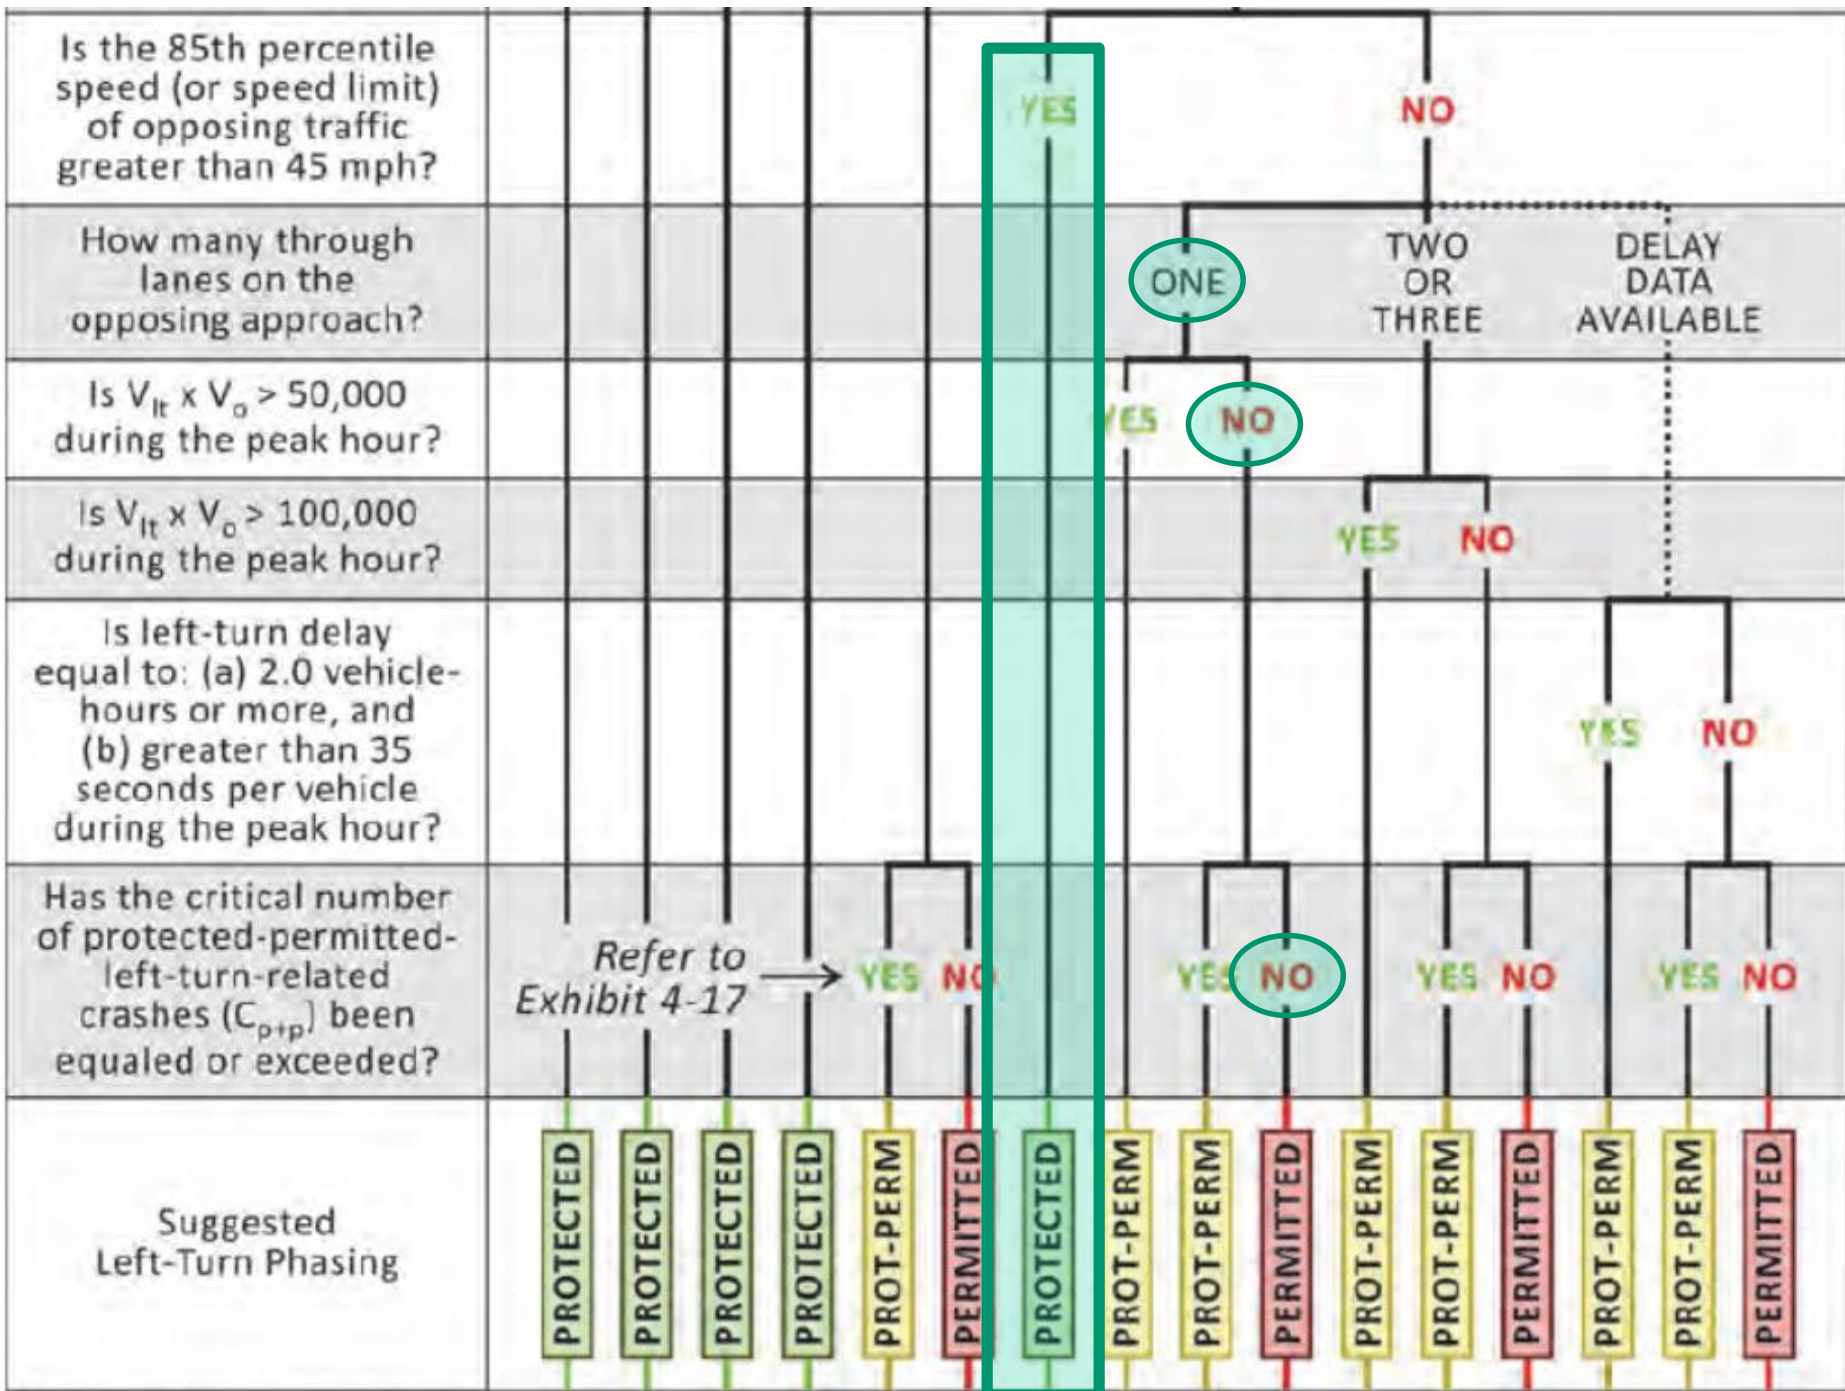 Is the 85th percentile
speed (or speed limit)
of opposing traffic
greater than 45 mph?
YES
NO
How many through
lanes on the
opposing approach?
ONE
TWO
OR
THREE
DELAY
DATA
AVAILABLE
Is Vlt x Vo > 50,000
during the peak hour?
YES
NO
Is Vlt x Vo > 100,000
during the peak hour?
YES
NO
Is left-turn delay
equal to: (a) 2.0 vehicle-
hours or more, and
(b) greater than 35
seconds per vehicle
during the peak hour?
YES
NO
Has the critical number
of protected-permitted-
left-turn-related
crashes (Cp+p) been
equaled or exceeded?
Refer to
Exhibit 4-17
YES
NO
YES
NO
YES
NO
YES
NO
Suggested
Left-Turn Phasing
PROTECTED
PROTECTED
PROTECTED
PROTECTED
PROT-PERM
PERMITTED
PROTECTED
PROT-PERM
PROT-PERM
PERMITTED
PROT-PERM
PROT-PERM
PERMITTED
PROT-PERM
PROT-PERM
PERMITTED